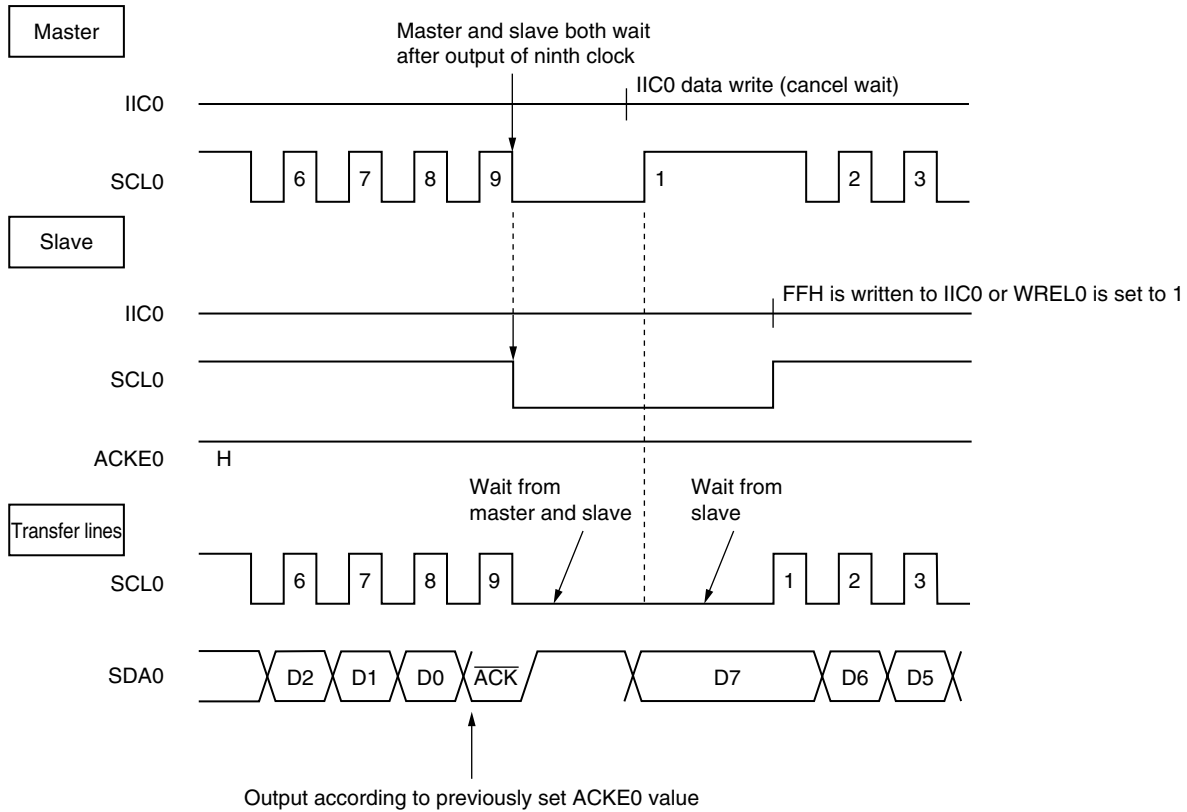 Master
Master and slave both wait
after output of ninth clock
IIC0 data write (cancel wait)
IIC0
SCL0 6 7 8 9 1 2 3
Slave
FFH is written to IIC0 or WREL0 is set to 1
IIC0
SCL0
ACKE0 H
Wait from
master and slave
Wait from
slave
Transfer lines
SCL0 6 7 8 9 1 2 3
SDA0 D2 D1 D0 ACK D7 D6 D5
Output according to previously set ACKE0 value